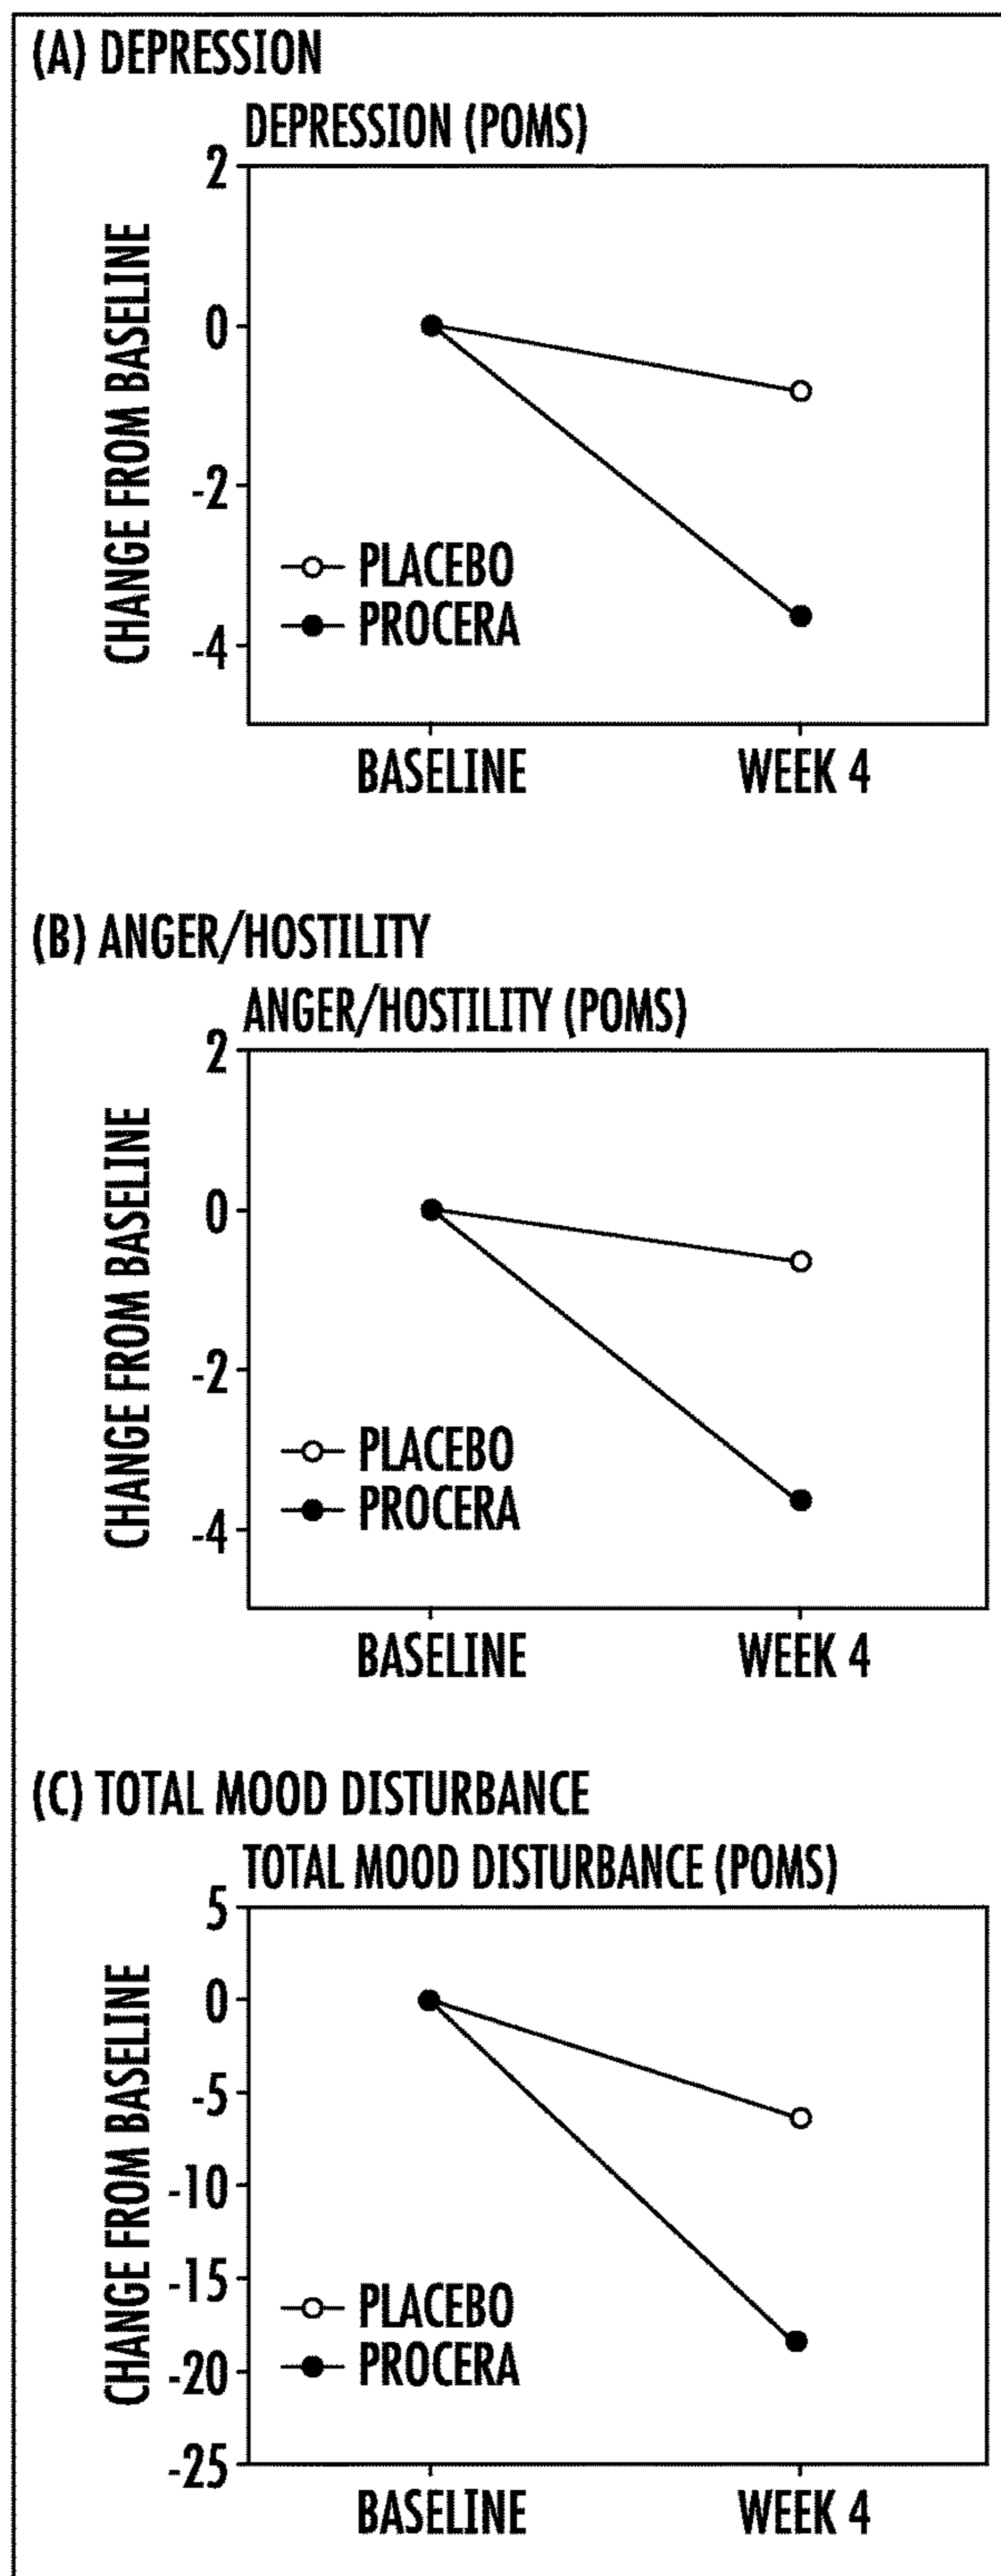 (A) DEPRESSION
DEPRESSION (POMS)
2
0
-2
-4
CHANGE FROM BASELINE
PLACEBO
PROCERA
BASELINE WEEK 4
(B) ANGER/HOSTILITY
ANGER/HOSTILITY (POMS)
2
0
-2
-4
CHANGE FROM BASELINE
PLACEBO
PROCERA
BASELINE WEEK 4
(C) TOTAL MOOD DISTURBANCE
TOTAL MOOD DISTURBANCE (POMS)
5
0
-5
-10
-15
-20
-25
CHANGE FROM BASELINE
PLACEBO
PROCERA
BASELINE WEEK 4